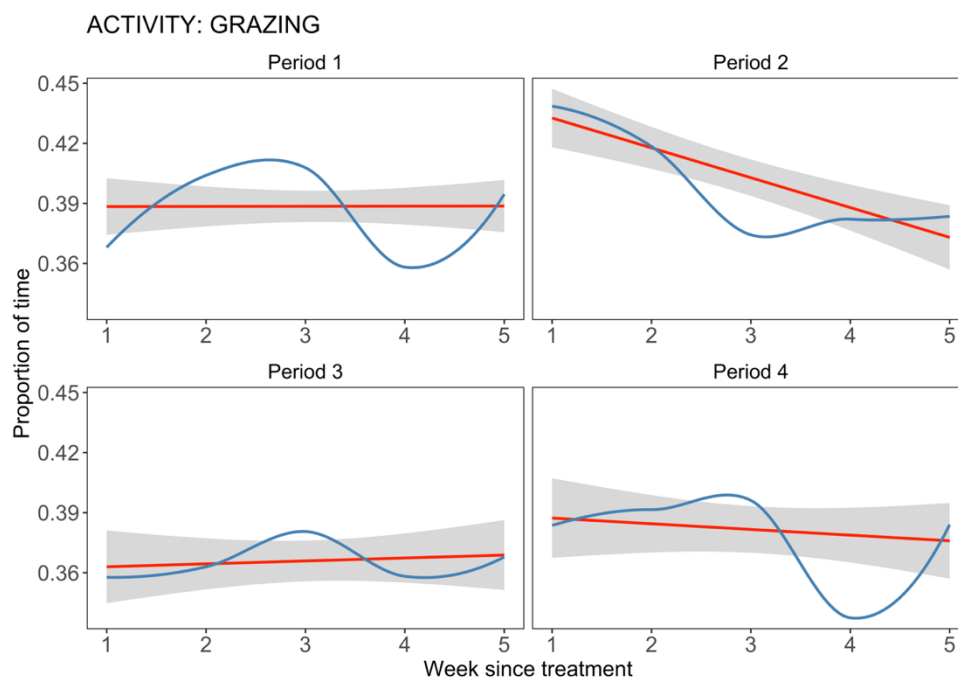 ACTIVITY: GRAZING
Period 1
Period 2
0.45
0.42
0.39
0.36
1 2 3 4 5
1 2 3 4 5
Period 3
Period 4
0.45
0.42
0.39
0.36
1 2 3 4 5
1 2 3 4 5
Proportion of time
Week since treatment